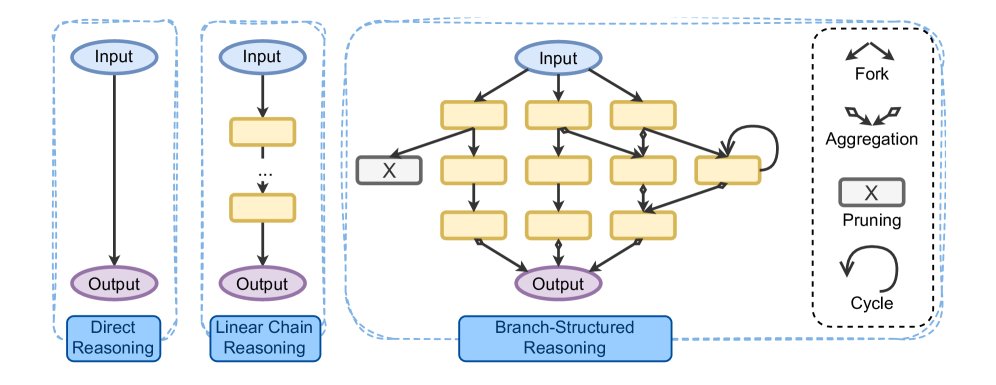 Input
Output
Direct
Reasoning
Input
...
Output
Linear Chain
Reasoning
Input
X
Output
Branch-Structured
Reasoning
Fork
Aggregation
X
Pruning
Cycle